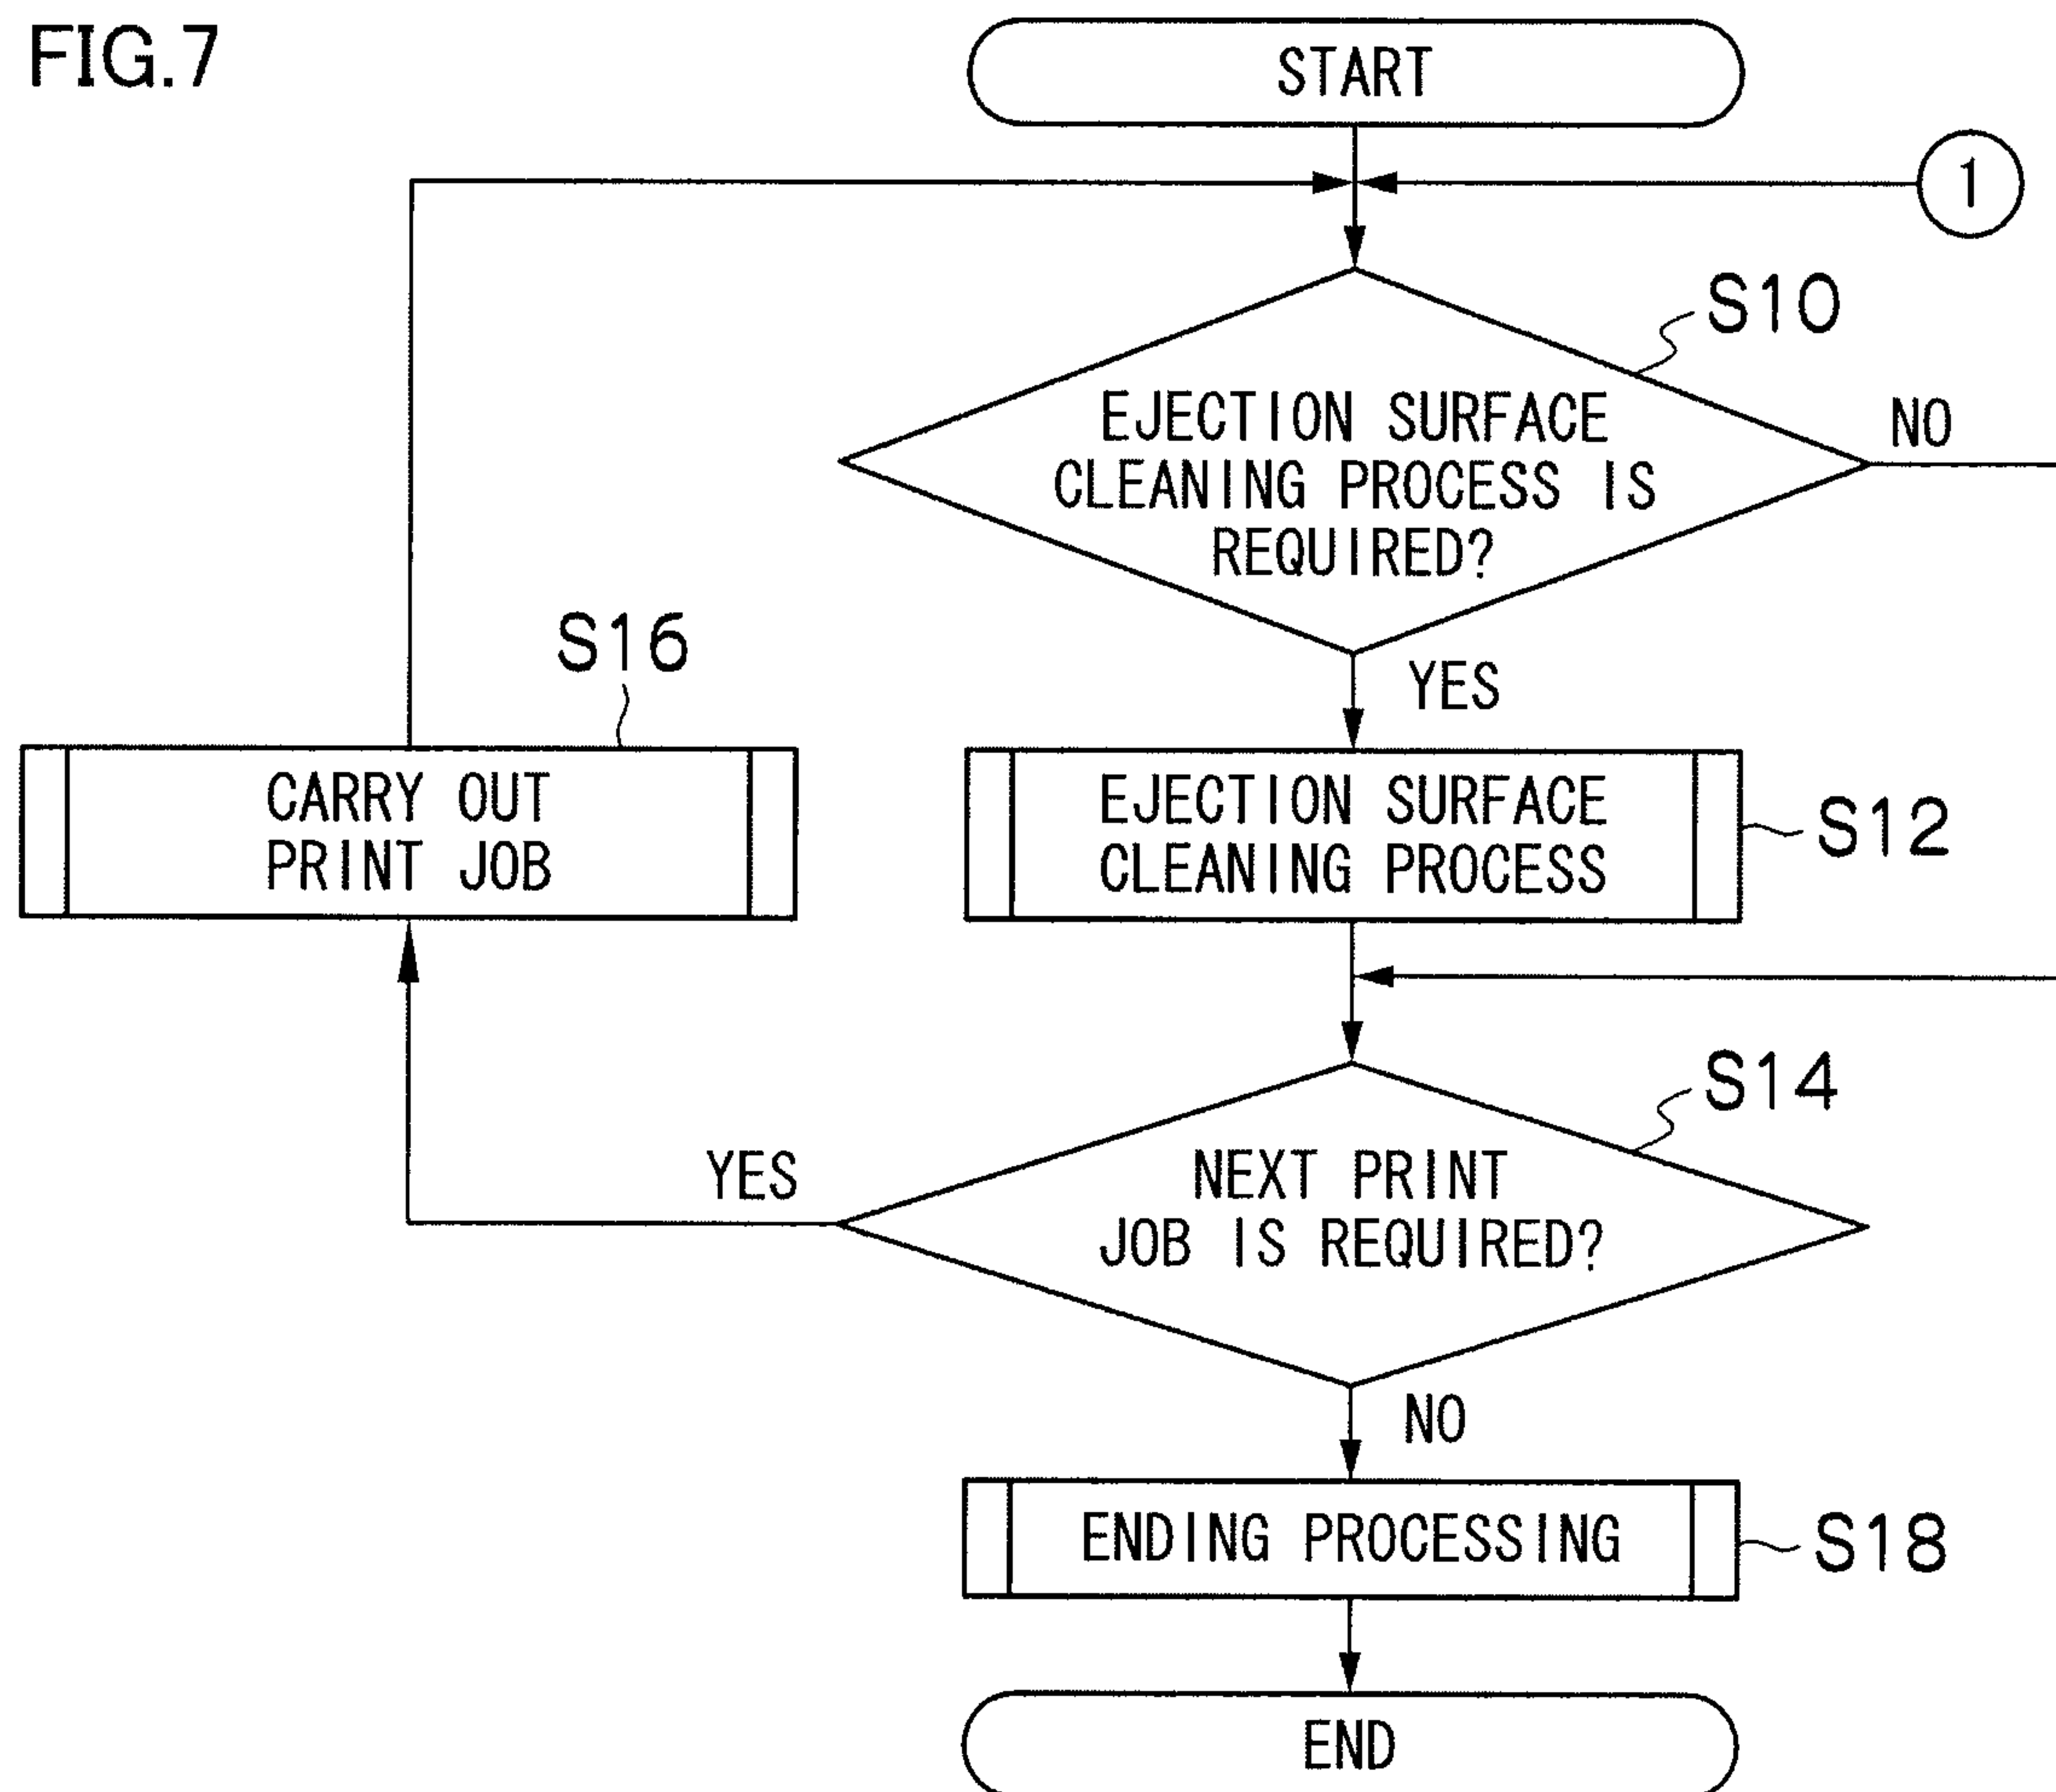 FIG.7
START
1
S10
EJECTION SURFACE
CLEANING PROCESS IS
REQUIRED?
NO
YES
S16
CARRY OUT
PRINT JOB
EJECTION SURFACE
CLEANING PROCESS
S12
S14
NEXT PRINT
JOB IS REQUIRED?
YES
NO
ENDING PROCESSING
S18
END